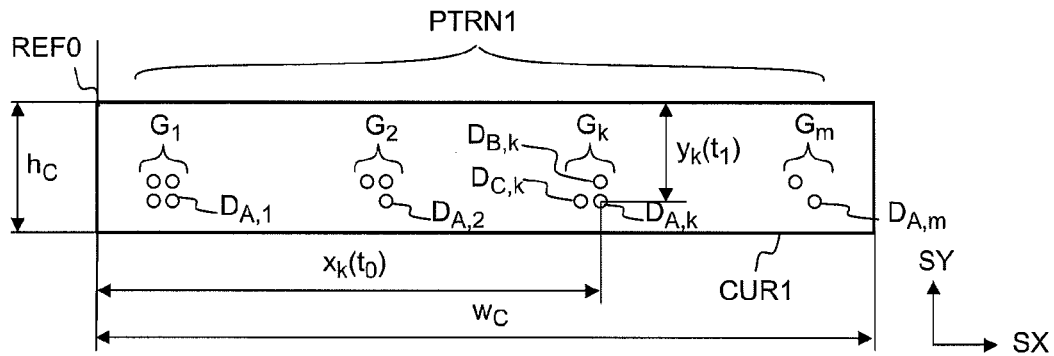 PTRN1
REF0
G1
G2
Gk
Gm
DB,k
yk(t1)
hC
DC,k
DA,1
DA,2
DA,k
DA,m
xk(t0)
CUR1
SY
wC
SX